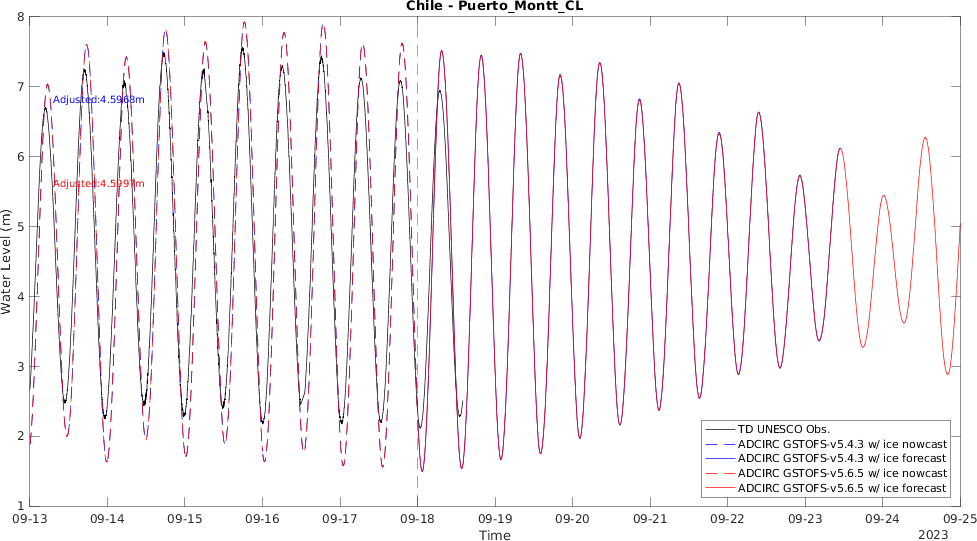 Chile - Puerto_Montt_CL
8
7
6
5
4
3
2
1
Water Level (m)
Adjusted:4.5968m
Adjusted:4.5997m
TD UNESCO Obs.
ADCIRC GSTOFS-v5.4.3 w/ ice nowcast
ADCIRC GSTOFS-v5.4.3 w/ ice forecast
ADCIRC GSTOFS-v5.6.5 w/ ice nowcast
ADCIRC GSTOFS-v5.6.5 w/ ice forecast
09-13 09-14 09-15 09-16 09-17 09-18 09-19 09-20 09-21 09-22 09-23 09-24 09-25
Time
2023